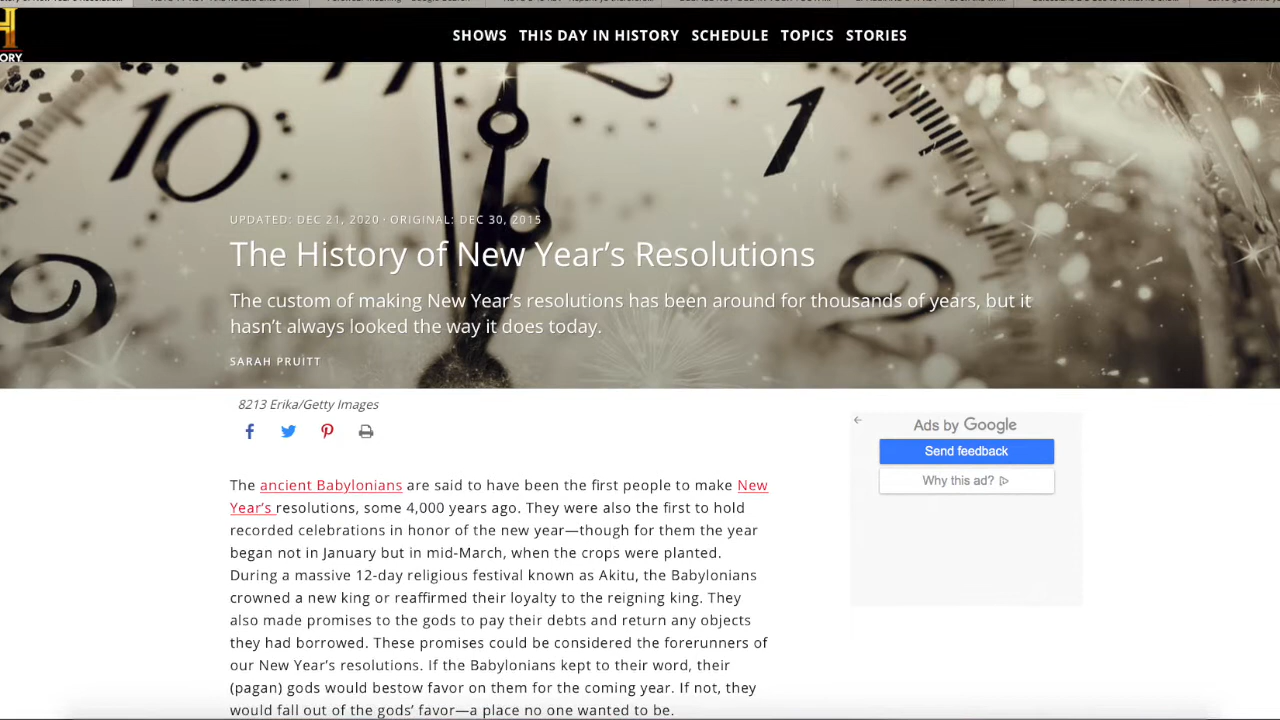 H
ORY
SHOWS THIS DAY IN HISTORY SCHEDULE TOPICS STORIES
10
1
9
2
UPDATED: DEC 21, 2020 · ORIGINAL: DEC 30, 2015
The History of New Year's Resolutions
The custom of making New Year's resolutions has been around for thousands of years, but it
hasn't always looked the way it does today.
SARAH PRUITT
8213 Erika/Getty Images
Ads by Google
Send feedback
Why this ad?
The ancient Babylonians are said to have been the first people to make New
Year's resolutions, some 4,000 years ago. They were also the first to hold
recorded celebrations in honor of the new year—though for them the year
began not in January but in mid-March, when the crops were planted.
During a massive 12-day religious festival known as Akitu, the Babylonians
crowned a new king or reaffirmed their loyalty to the reigning king. They
also made promises to the gods to pay their debts and return any objects
they had borrowed. These promises could be considered the forerunners of
our New Year's resolutions. If the Babylonians kept to their word, their
(pagan) gods would bestow favor on them for the coming year. If not, they
would fall out of the gods' favor—a place no one wanted to be.